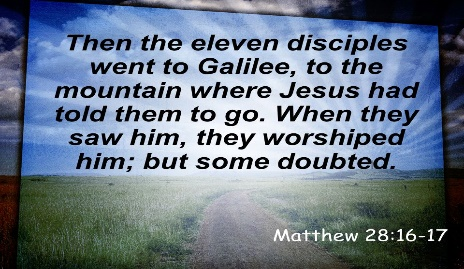 Then the eleven disciples
went to Galilee, to the
mountain where Jesus had
told them to go. When they
saw him, they worshiped
him; but some doubted.
Matthew 28:16-17